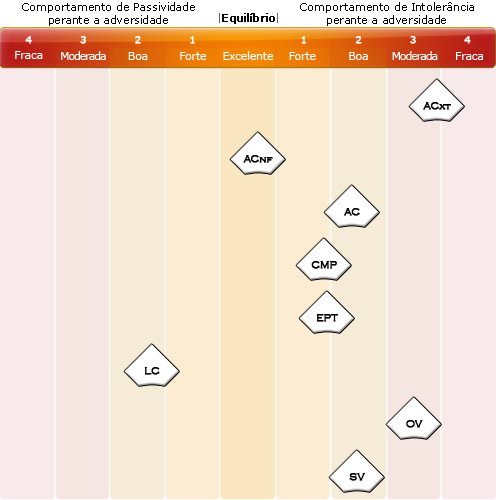 Comportamento de Passividade
perante a adversidade
|Equilíbrio|
Comportamento de Intolerância
perante a adversidade
4 3 2 1 1 2 3 4
Fraca Moderada Boa Forte Excelente Forte Boa Moderada Fraca
ACXT
ACNF
AC
CMP
EPT
LC
OV
SV